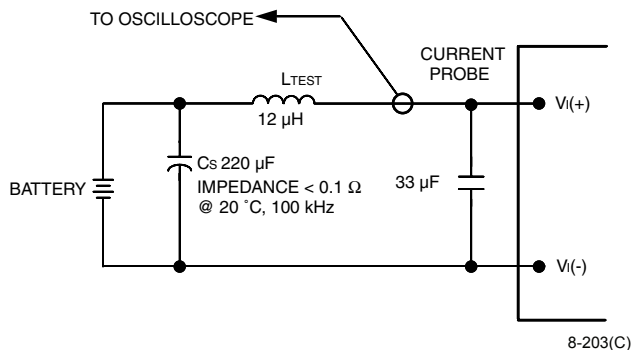 TO OSCILLOSCOPE
CURRENT
PROBE
LTEST
12 µH
VI(+)
CS 220 µF
IMPEDANCE < 0.1 Ω
@ 20 ˚C, 100 kHz
33 µF
BATTERY
VI(-)
8-203(C)